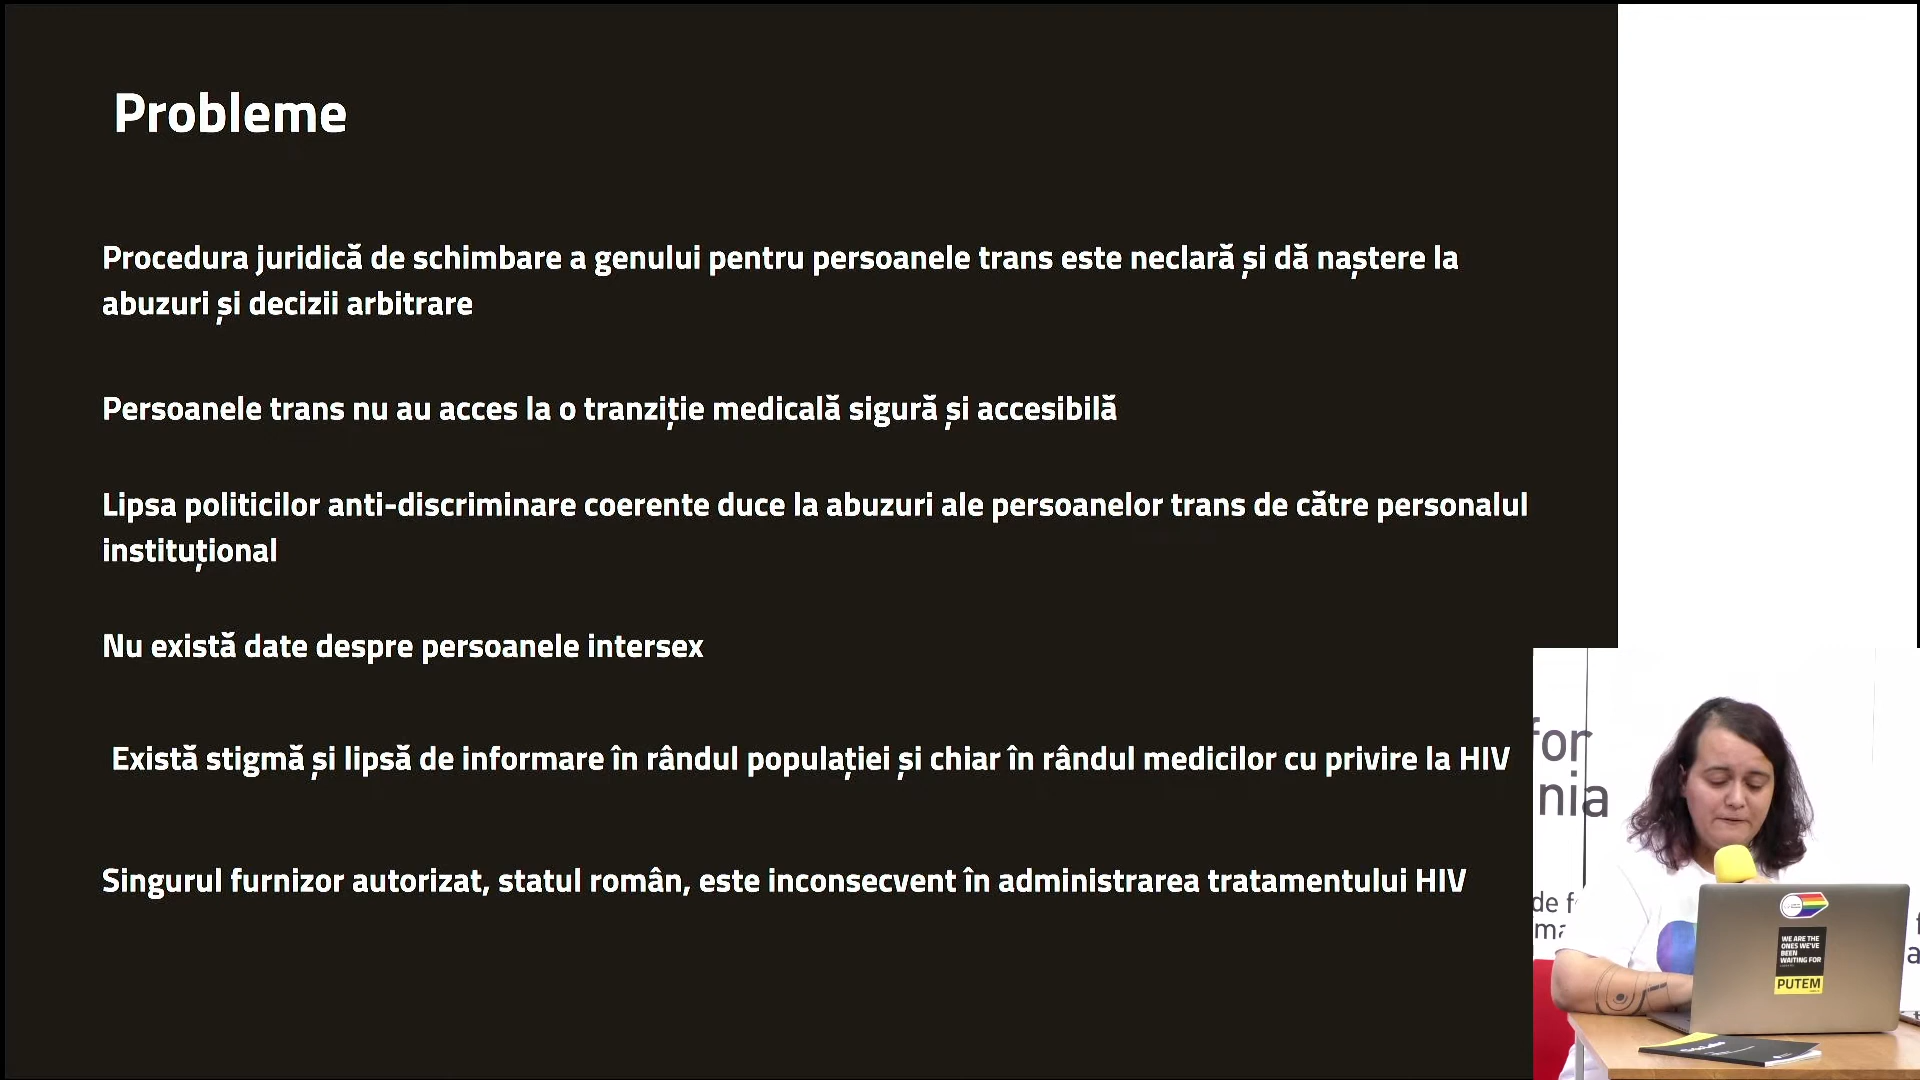 Probleme
Procedura juridică de schimbare a genului pentru persoanele trans este neclară și dă naștere la
abuzuri și decizii arbitrare
Persoanele trans nu au acces la o tranziție medicală sigură și accesibilă
Lipsa politicilor anti-discriminare coerente duce la abuzuri ale persoanelor trans de către personalul
instituțional
Nu există date despre persoanele intersex
Există stigmă și lipsă de informare în rândul populației și chiar în rândul medicilor cu privire la HIV
Singurul furnizor autorizat, statul român, este inconsecvent în administrarea tratamentului HIV
for
nia
de f
ma
WE ARE THE
ONES WE'VE
BEEN
WAITING FOR
PUTEM